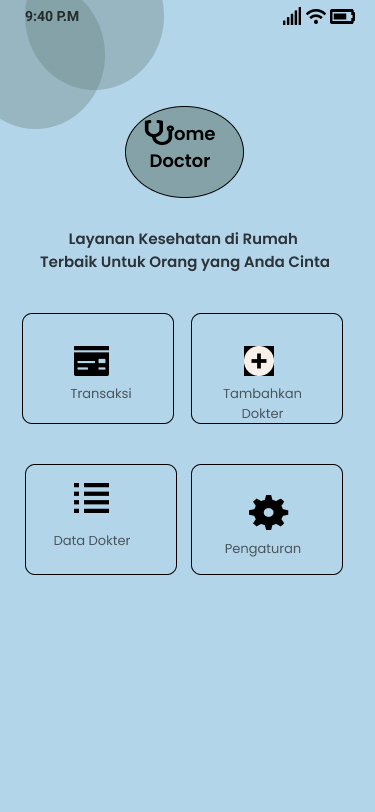 9:40 P.M
ome
Doctor
Layanan Kesehatan di Rumah
Terbaik Untuk Orang yang Anda Cinta
Transaksi
Tambahkan
Dokter
Data Dokter
Pengaturan